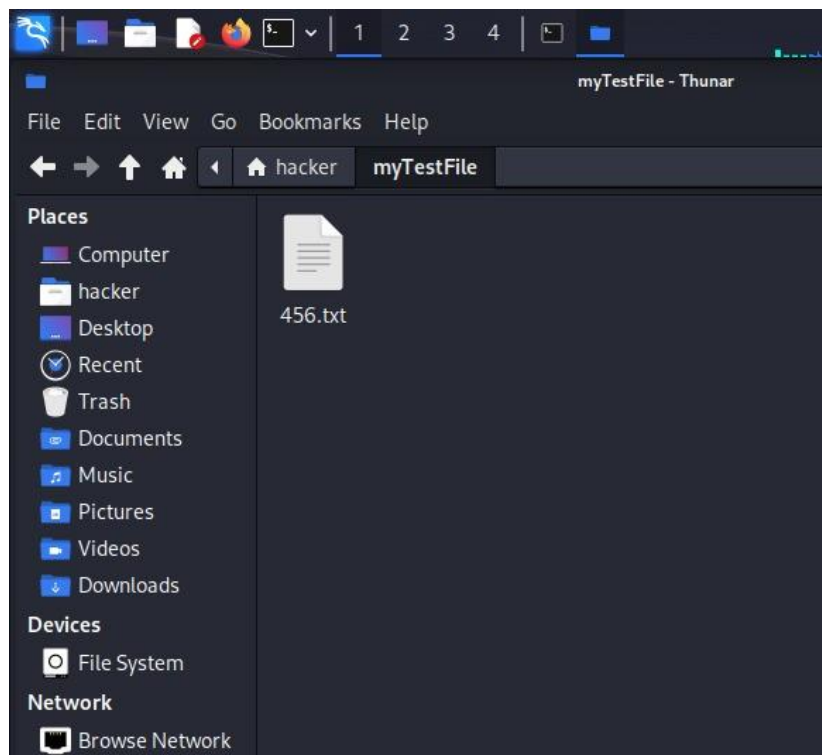 1 2 3 4
myTestFile - Thunar
File Edit View Go Bookmarks Help
hacker myTestFile
Places
Computer
hacker
Desktop
Recent
Trash
Documents
Music
Pictures
Videos
Downloads
Devices
File System
Network
Browse Network
456.txt